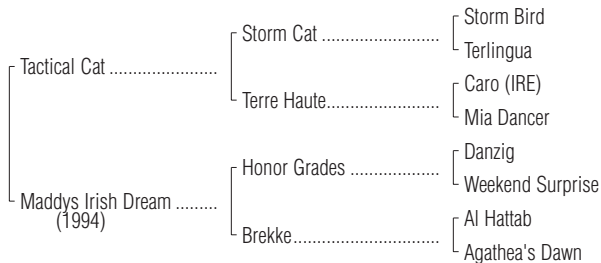 Storm Bird
Storm Cat ........................
Terlingua
Tactical Cat ......................
Caro (IRE)
Terre Haute.......................
Mia Dancer
Danzig
Honor Grades ..................
Weekend Surprise
Maddys Irish Dream .........
(1994)
Al Hattab
Brekke..............................
Agathea's Dawn